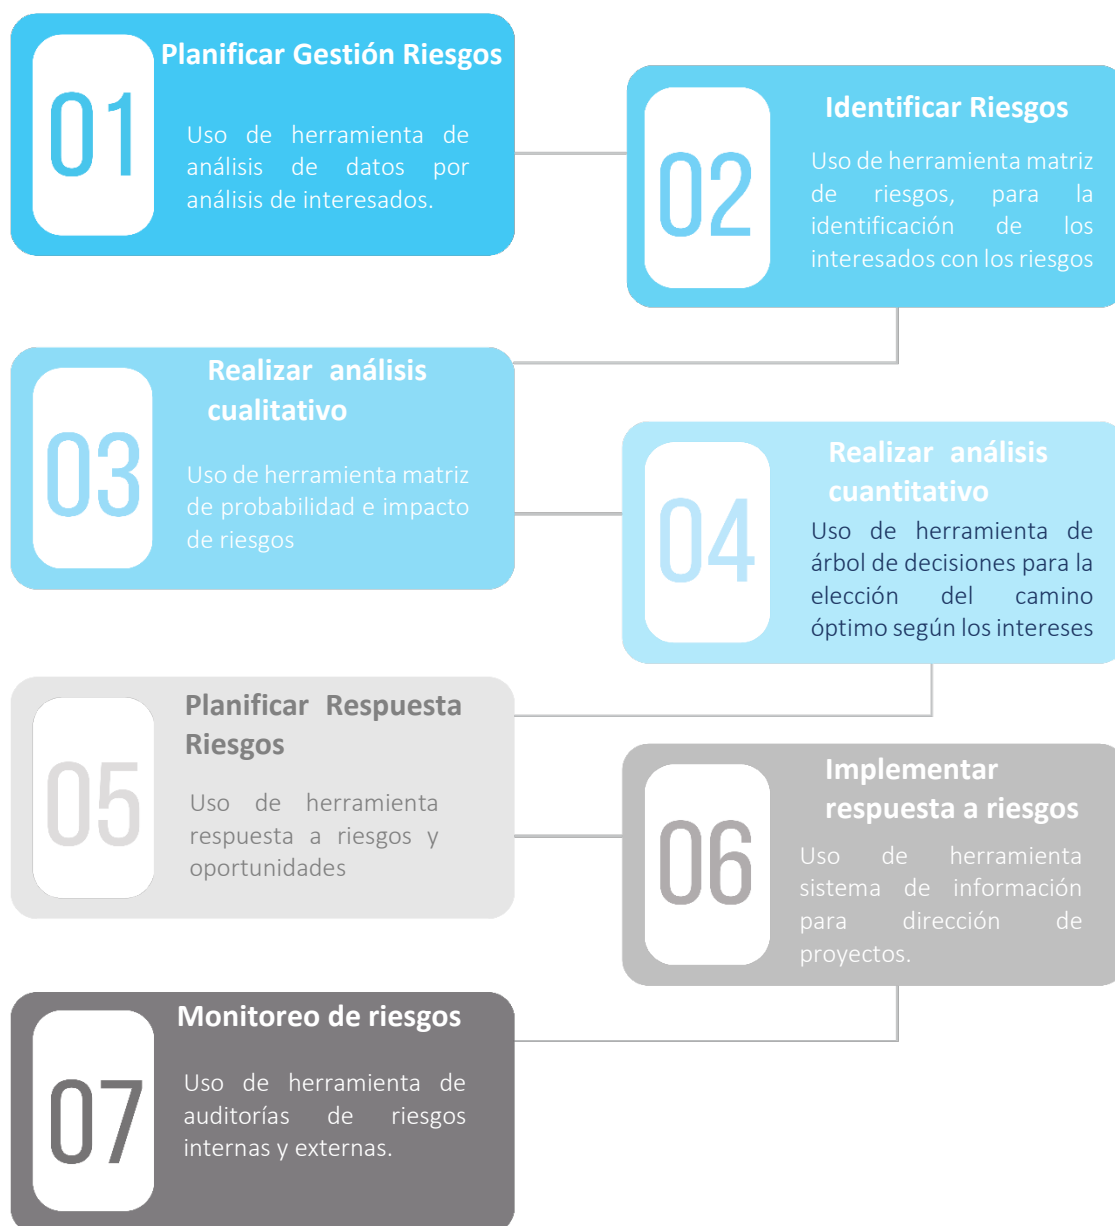 01
Planificar Gestión Riesgos
Uso de herramienta de
análisis de datos por
análisis de interesados.
02
Identificar Riesgos
Uso de herramienta matriz
de riesgos, para la
identificación de los
interesados con los riesgos
03
Realizar análisis
cualitativo
Uso de herramienta matriz
de probabilidad e impacto
de riesgos
04
Realizar análisis
cuantitativo
Uso de herramienta de
árbol de decisiones para la
elección del camino
óptimo según los intereses
05
Planificar Respuesta
Riesgos
Uso de herramienta
respuesta a riesgos y
oportunidades
06
Implementar
respuesta a riesgos
Uso de herramienta
sistema de información
para dirección de
proyectos.
07
Monitoreo de riesgos
Uso de herramienta de
auditorías de riesgos
internas y externas.